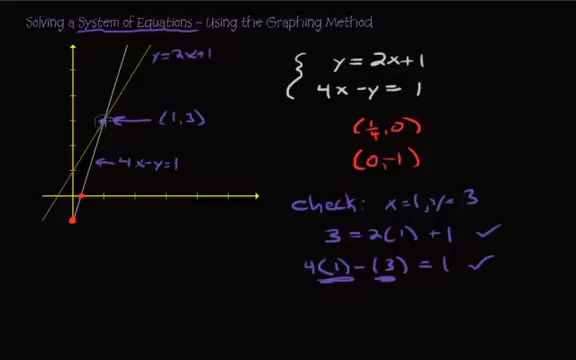 Solving a System of Equations - Using the Graphing Method
y = 2x+1
(1,3)
4x-y=1
y = 2x+1
4x -y = 1
(1/4, 0)
(0, -1)
check: x=1, y= 3
3 = 2(1) +1 ✓
4(1) - (3) = 1 ✓